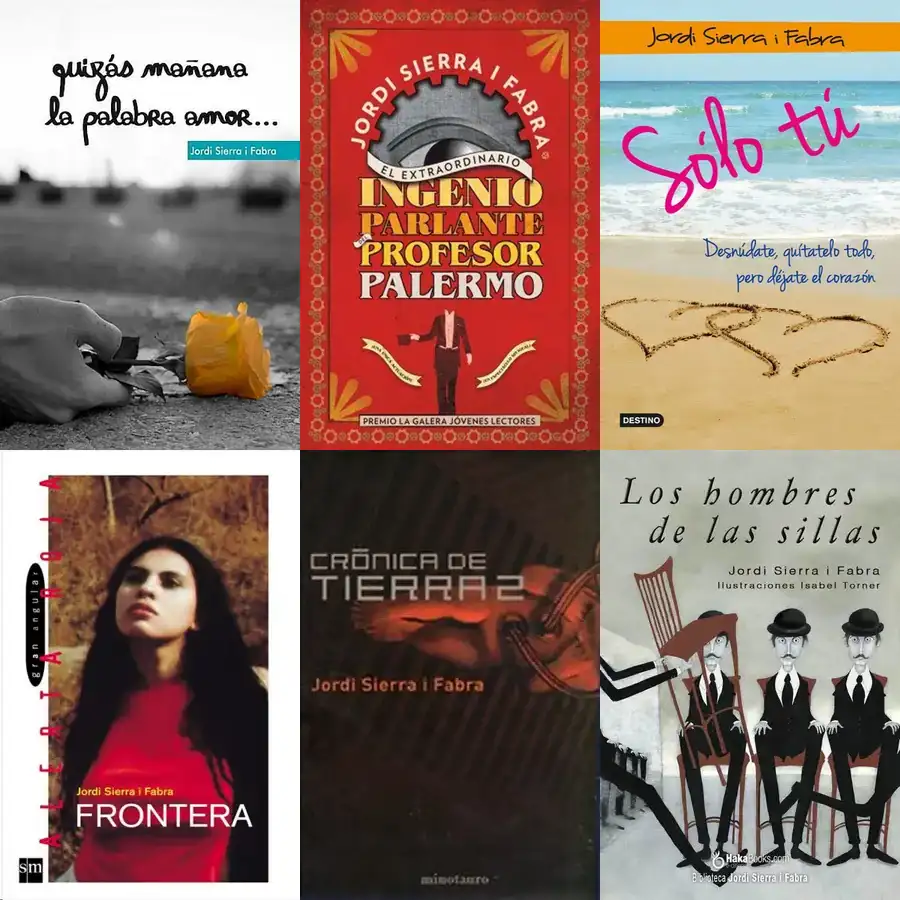 quizás mañana
la palabra amor...
Jordi Sierra i Fabra
JORDI SIERRA I FABRA
EL EXTRAORDINARIO
INGENIO
PARLANTE
DEL PROFESOR
PALERMO
PREMIO LA GALERA JÓVENES LECTORES
Jordi Sierra i Fabra
Sólo tú
Desnúdate, quítatelo todo,
pero déjate el corazón
DESTINO
ALERTA ROJA
gran angular
Jordi Sierra i Fabra
FRONTERA
sm
CRÓNICA DE
TIERRA 2
Jordi Sierra i Fabra
minotauro
Los hombres
de las sillas
Jordi Sierra i Fabra
Ilustraciones Isabel Torner
HakaBooks.com
Biblioteca Jordi Sierra i Fabra